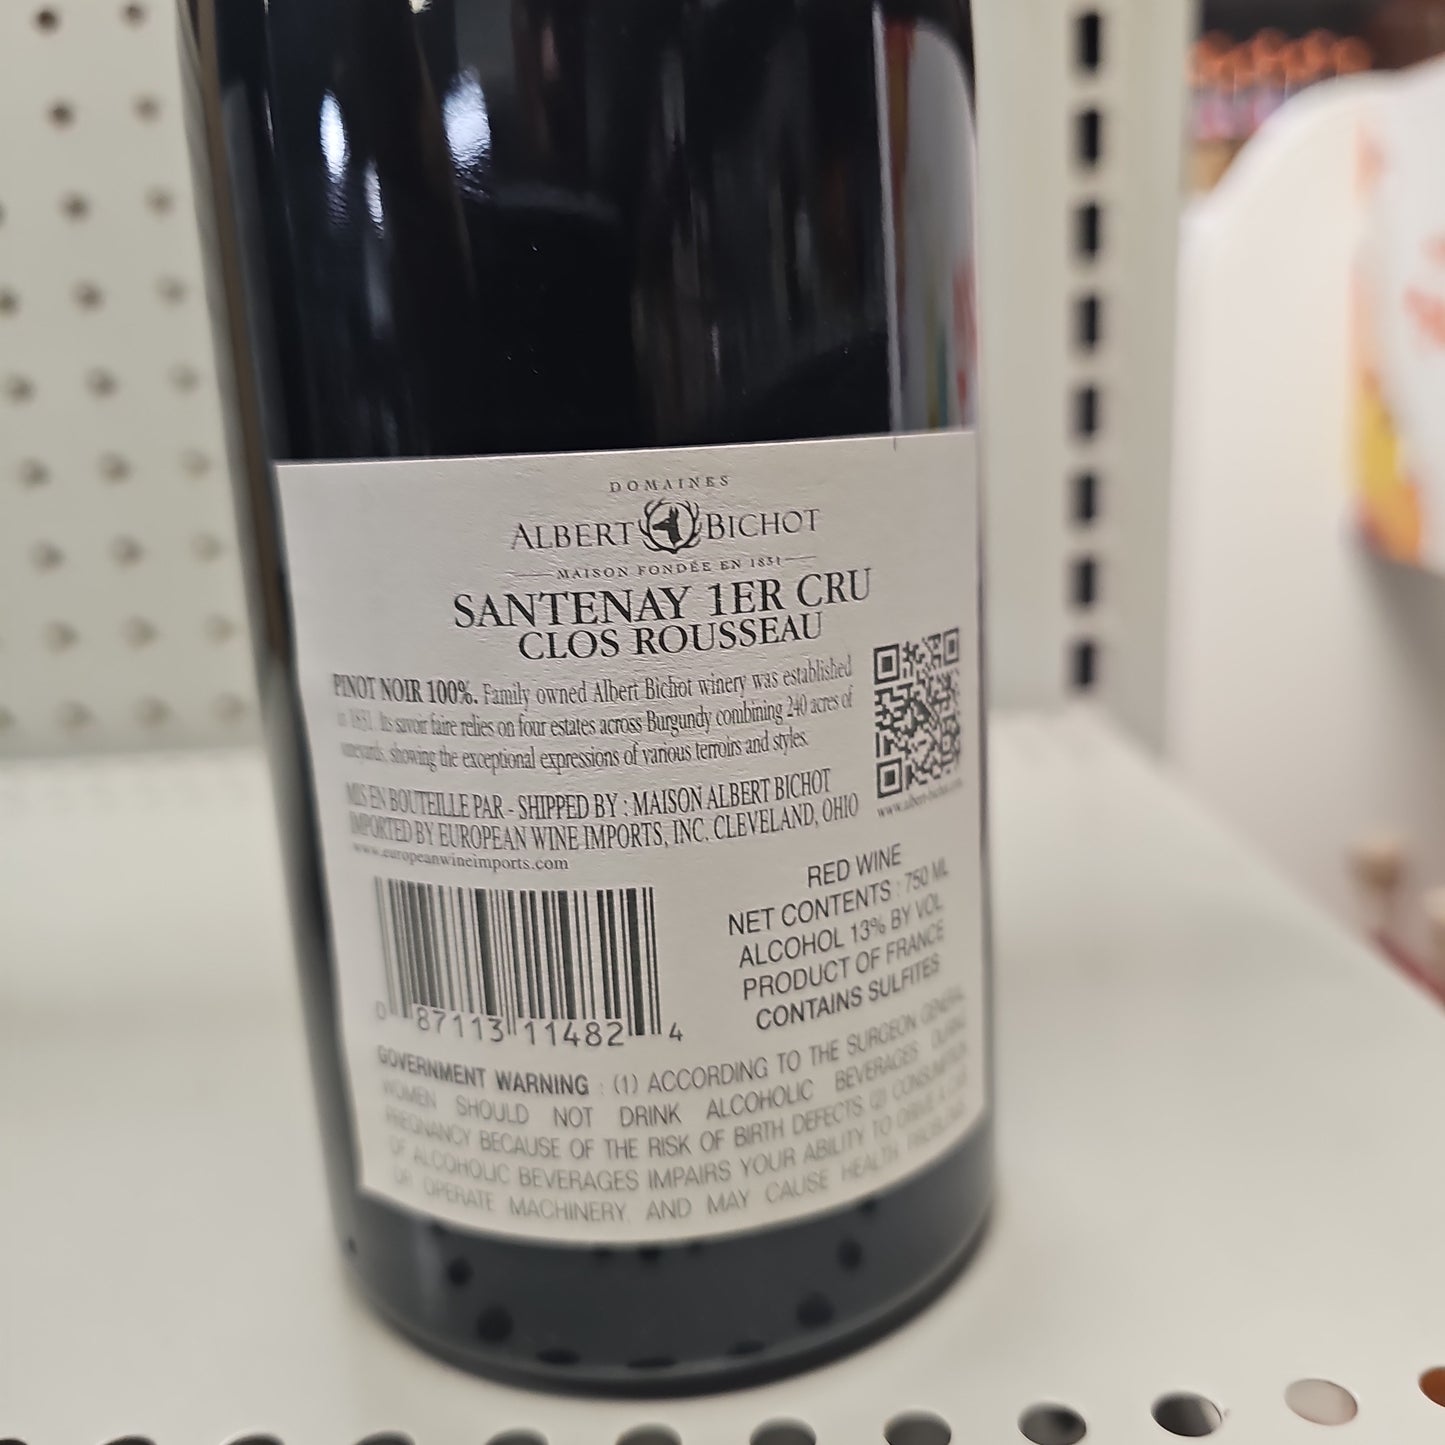 DOMAINES
ALBERT BICHOT
MAISON FONDÉE EN 1831
SANTENAY 1ER CRU
CLOS ROUSSEAU
PINOT NOIR 100%. Family owned Albert Bichot winery was established
in 1831. Its savoir faire relies on four estates across Burgundy combining 240 acres of
vineyards, showing the exceptional expressions of various terroirs and styles.
www.albert-bichot.com
MIS EN BOUTEILLE PAR - SHIPPED BY : MAISON ALBERT BICHOT
IMPORTED BY EUROPEAN WINE IMPORTS, INC. CLEVELAND, OHIO
www.europeanwineimports.com
RED WINE
NET CONTENTS : 750 ML
ALCOHOL 13% BY VOL
PRODUCT OF FRANCE
CONTAINS SULFITES
0 87113 11482 4
GOVERNMENT WARNING : (1) ACCORDING TO THE SURGEON GENERAL
WOMEN SHOULD NOT DRINK ALCOHOLIC BEVERAGES DURING
PREGNANCY BECAUSE OF THE RISK OF BIRTH DEFECTS (2) CONSUMPTION
OF ALCOHOLIC BEVERAGES IMPAIRS YOUR ABILITY TO DRIVE A CAR
OR OPERATE MACHINERY, AND MAY CAUSE HEALTH PROBLEMS